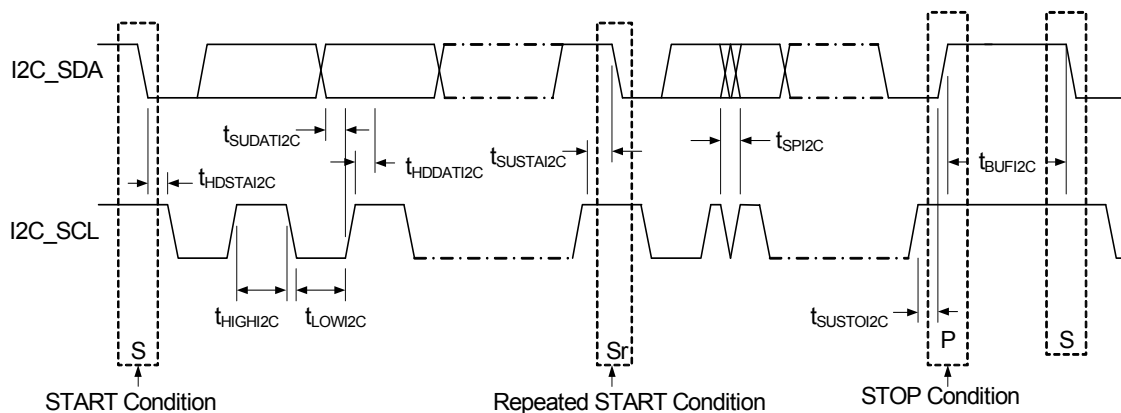 I2C_SDA
tSUDATI2C
tHDSTAI2C
tHDDATI2C
tSUSTAI2C
tSPI2C
tBUFI2C
I2C_SCL
tHIGHI2C
tLOWI2C
tSUSTOI2C
S
Sr
P
S
START Condition
Repeated START Condition
STOP Condition